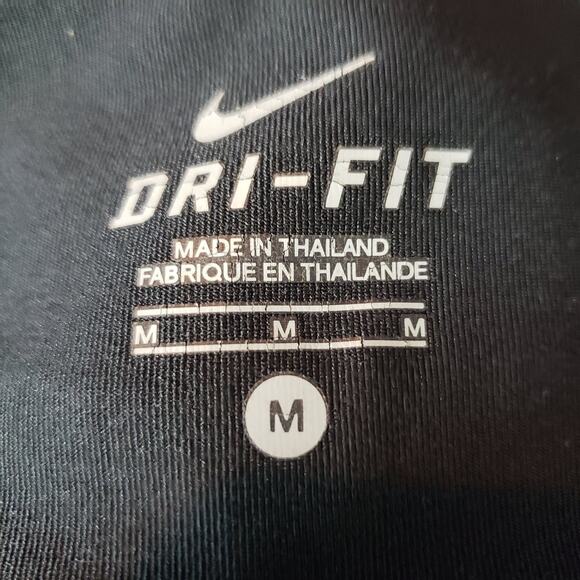 DRI-FIT
MADE IN THAILAND
FABRIQUE EN THAILANDE
M M M
M